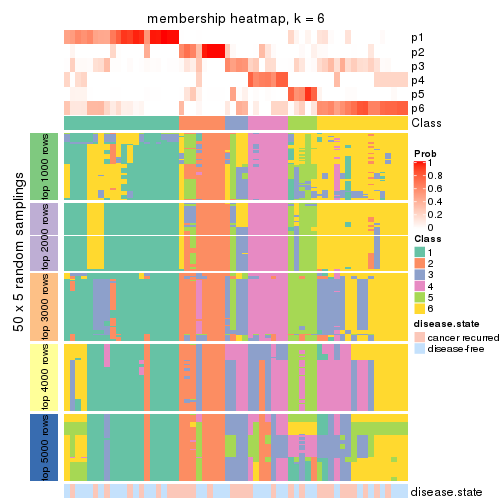 membership heatmap, k = 6
p1
p2
p3
p4
p5
p6
Class
50 x 5 random samplings
top 1000 rows
top 2000 rows
top 3000 rows
top 4000 rows
top 5000 rows
disease.state
Prob
1
0.8
0.6
0.4
0.2
0
Class
1
2
3
4
5
6
disease.state
cancer recurred
disease-free